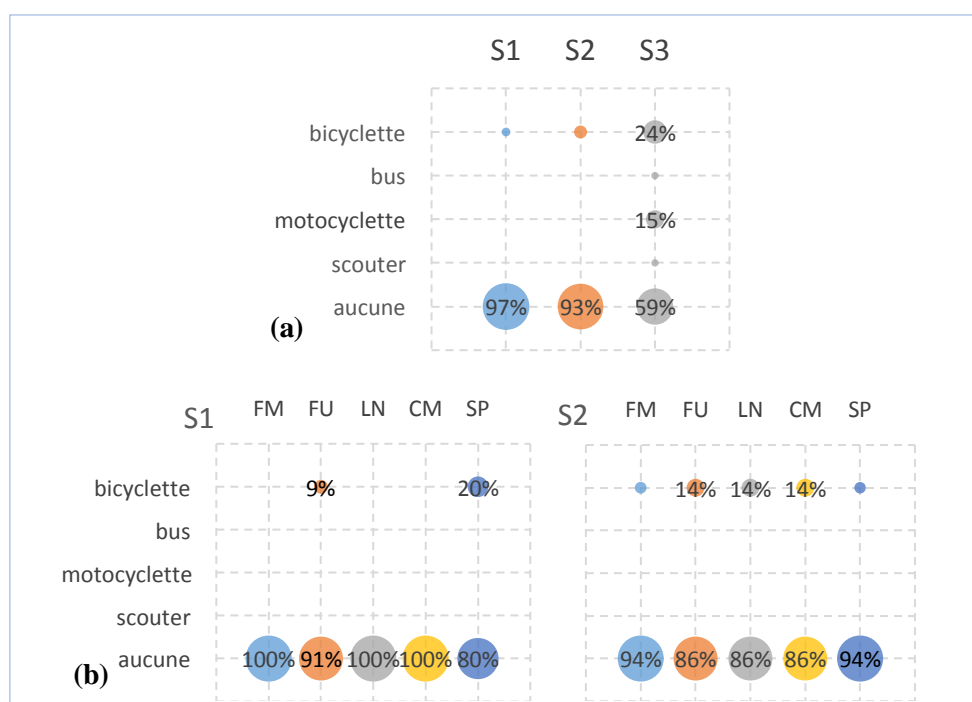 S1 S2 S3
bicyclette 24%
bus
motocyclette 15%
scouter
aucune 97% 93% 59%
(a)
S1 FM FU LN CM SP S2 FM FU LN CM SP
bicyclette 9% 20% 14% 14% 14%
bus
motocyclette
scouter
aucune 100% 91% 100% 100% 80% 94% 86% 86% 86% 94%
(b)